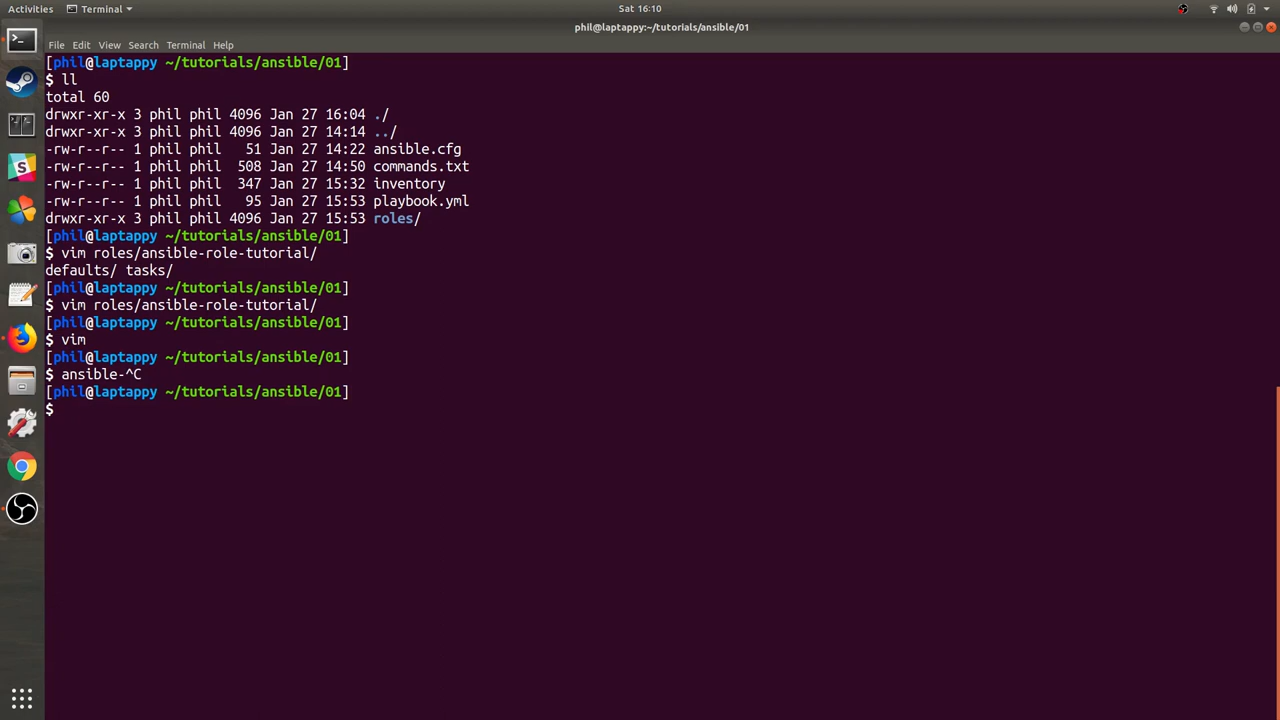 Activities Terminal Sat 16:10
phil@laptappy:~/tutorials/ansible/01
File Edit View Search Terminal Help
[phil@laptappy ~/tutorials/ansible/01]
$ ll
total 60
drwxr-xr-x 3 phil phil 4096 Jan 27 16:04 ./
drwxr-xr-x 3 phil phil 4096 Jan 27 14:14 ../
-rw-r--r-- 1 phil phil   51 Jan 27 14:22 ansible.cfg
-rw-r--r-- 1 phil phil  508 Jan 27 14:50 commands.txt
-rw-r--r-- 1 phil phil  347 Jan 27 15:32 inventory
-rw-r--r-- 1 phil phil   95 Jan 27 15:53 playbook.yml
drwxr-xr-x 3 phil phil 4096 Jan 27 15:53 roles/
[phil@laptappy ~/tutorials/ansible/01]
$ vim roles/ansible-role-tutorial/
defaults/ tasks/
[phil@laptappy ~/tutorials/ansible/01]
$ vim roles/ansible-role-tutorial/
[phil@laptappy ~/tutorials/ansible/01]
$ vim
[phil@laptappy ~/tutorials/ansible/01]
$ ansible-^C
[phil@laptappy ~/tutorials/ansible/01]
$